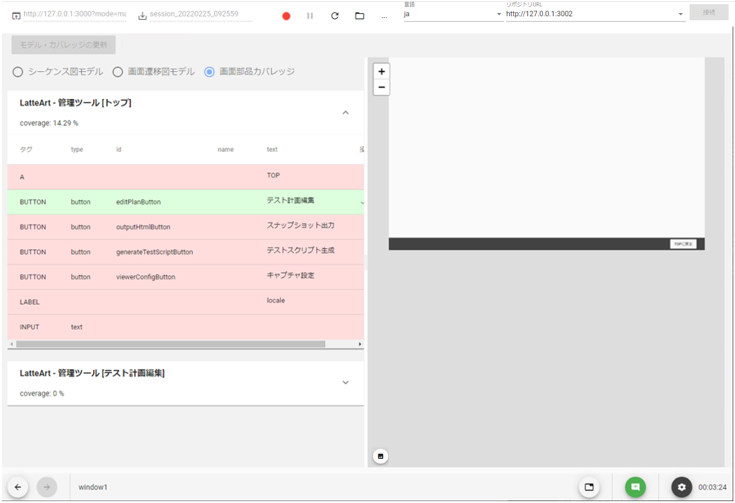 http://127.0.0.1:3000?mode=ma
session_20220225_092559
...
言語
ja
リポジトリURL
http://127.0.0.1:3002
接続
モデル・カバレッジの更新
シーケンス図モデル
画面遷移図モデル
画面部品カバレッジ
LatteArt - 管理ツール [トップ]
coverage: 14.29 %
タグ type id name text
A TOP
BUTTON button editPlanButton テスト計画編集
BUTTON button outputHtmlButton スナップショット出力
BUTTON button generateTestScriptButton テストスクリプト生成
BUTTON button viewerConfigButton キャプチャ設定
LABEL locale
INPUT text
LatteArt - 管理ツール [テスト計画編集]
coverage: 0 %
+
−
TOPに戻る
window1
00:03:24